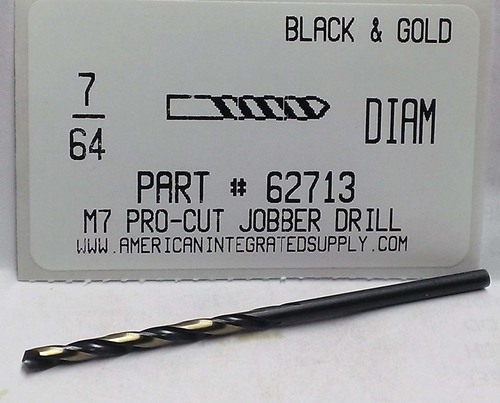 BLACK & GOLD
7
64
DIAM
PART # 62713
M7 PRO-CUT JOBBER DRILL
WWW.AMERICANINTEGRATEDSUPPLY.COM